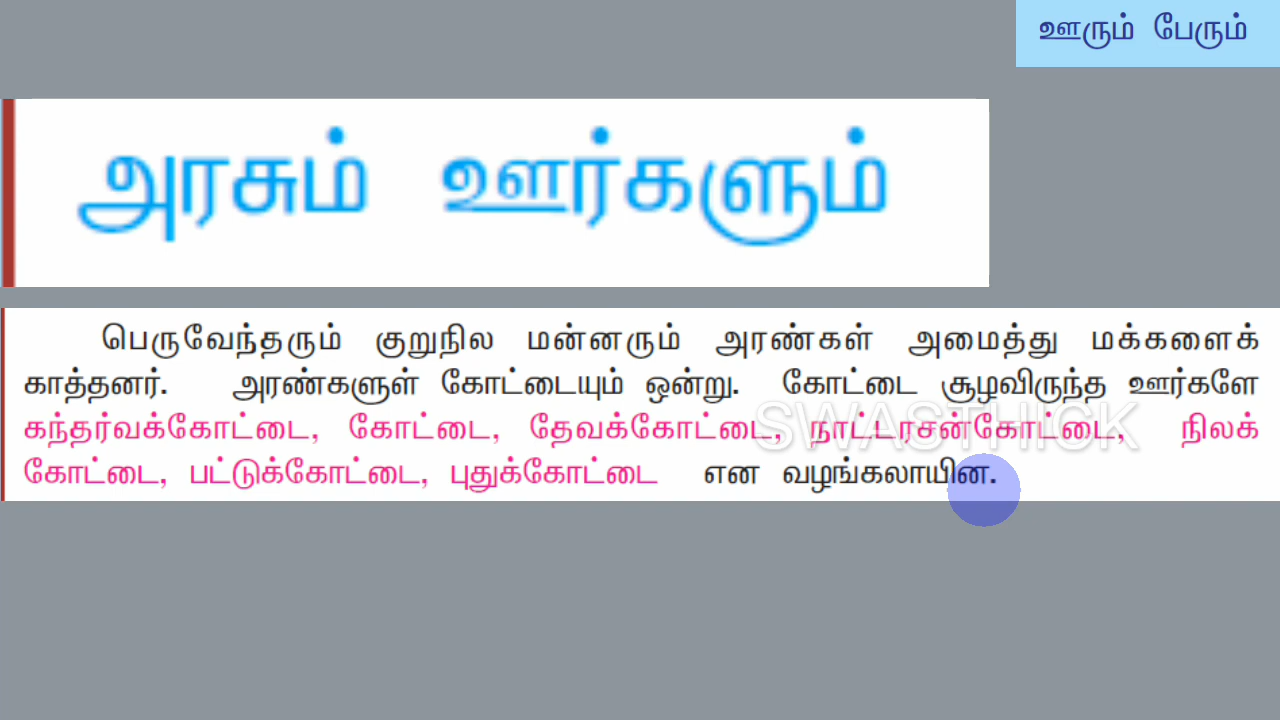 ஊரும் பேரும்
அரசும் ஊர்களும்
பெருவேந்தரும் குறுநில மன்னரும் அரண்கள் அமைத்து மக்களைக்
காத்தனர். அரண்களுள் கோட்டையும் ஒன்று. கோட்டை சூழவிருந்த ஊர்களே
கந்தர்வக்கோட்டை, கோட்டை, தேவக்கோட்டை, நாட்டரசன்கோட்டை, நிலக்
SWASTHICK
கோட்டை, பட்டுக்கோட்டை, புதுக்கோட்டை என வழங்கலாயின.